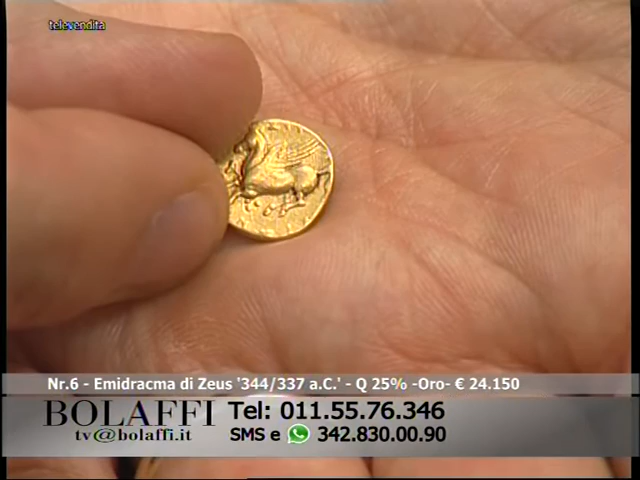 televendita
Nr.6 - Emidracma di Zeus '344/337 a.C.' - Q 25% -Oro- € 24.150
BOLAFFI
tv@bolaffi.it
Tel: 011.55.76.346
SMS e 342.830.00.90